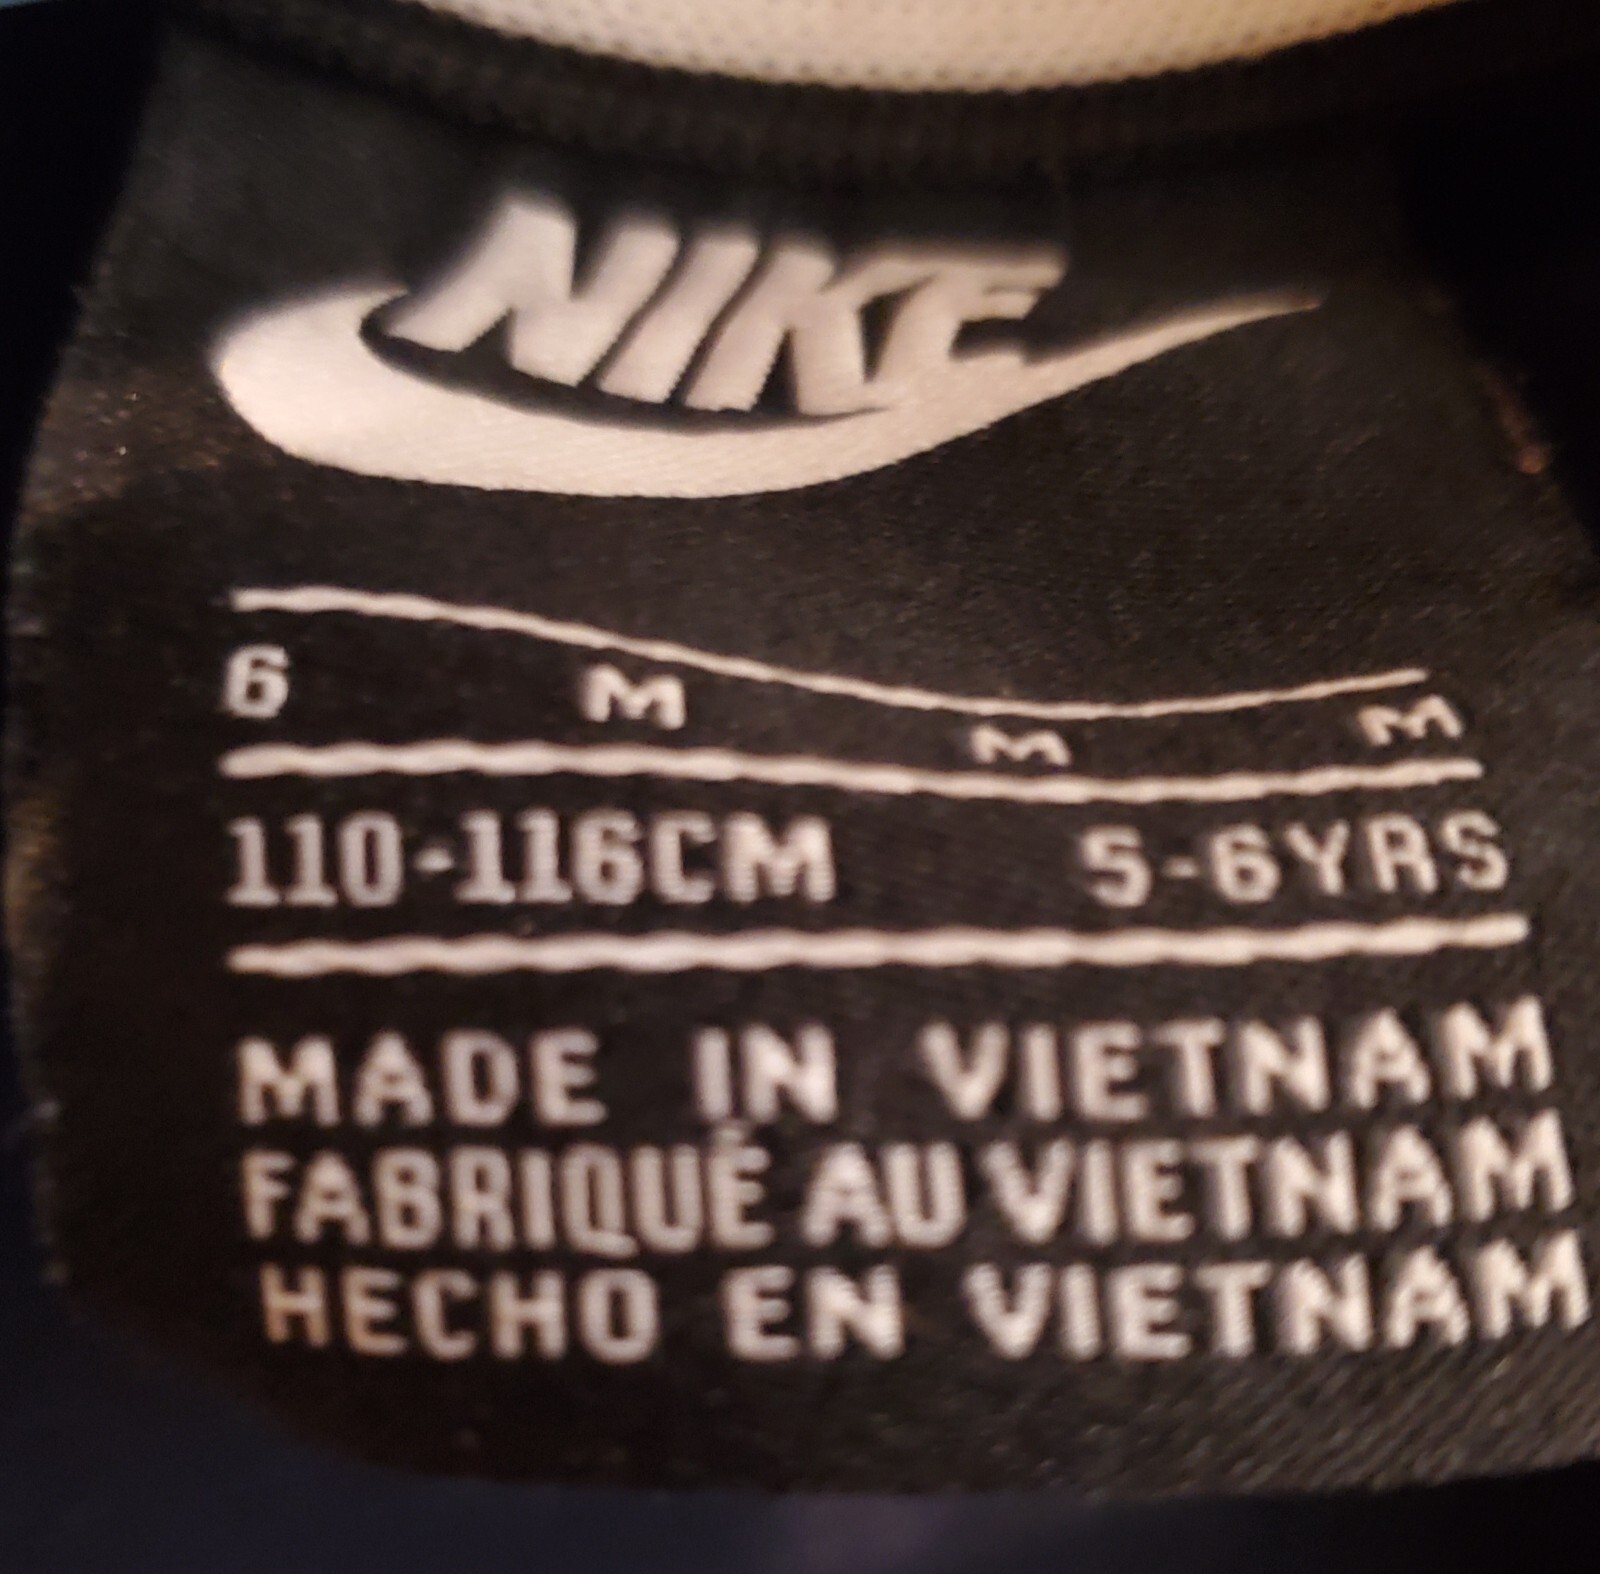 NIKE
6 M M M
110-116CM 5-6YRS
MADE IN VIETNAM
FABRIQUÉ AU VIETNAM
HECHO EN VIETNAM